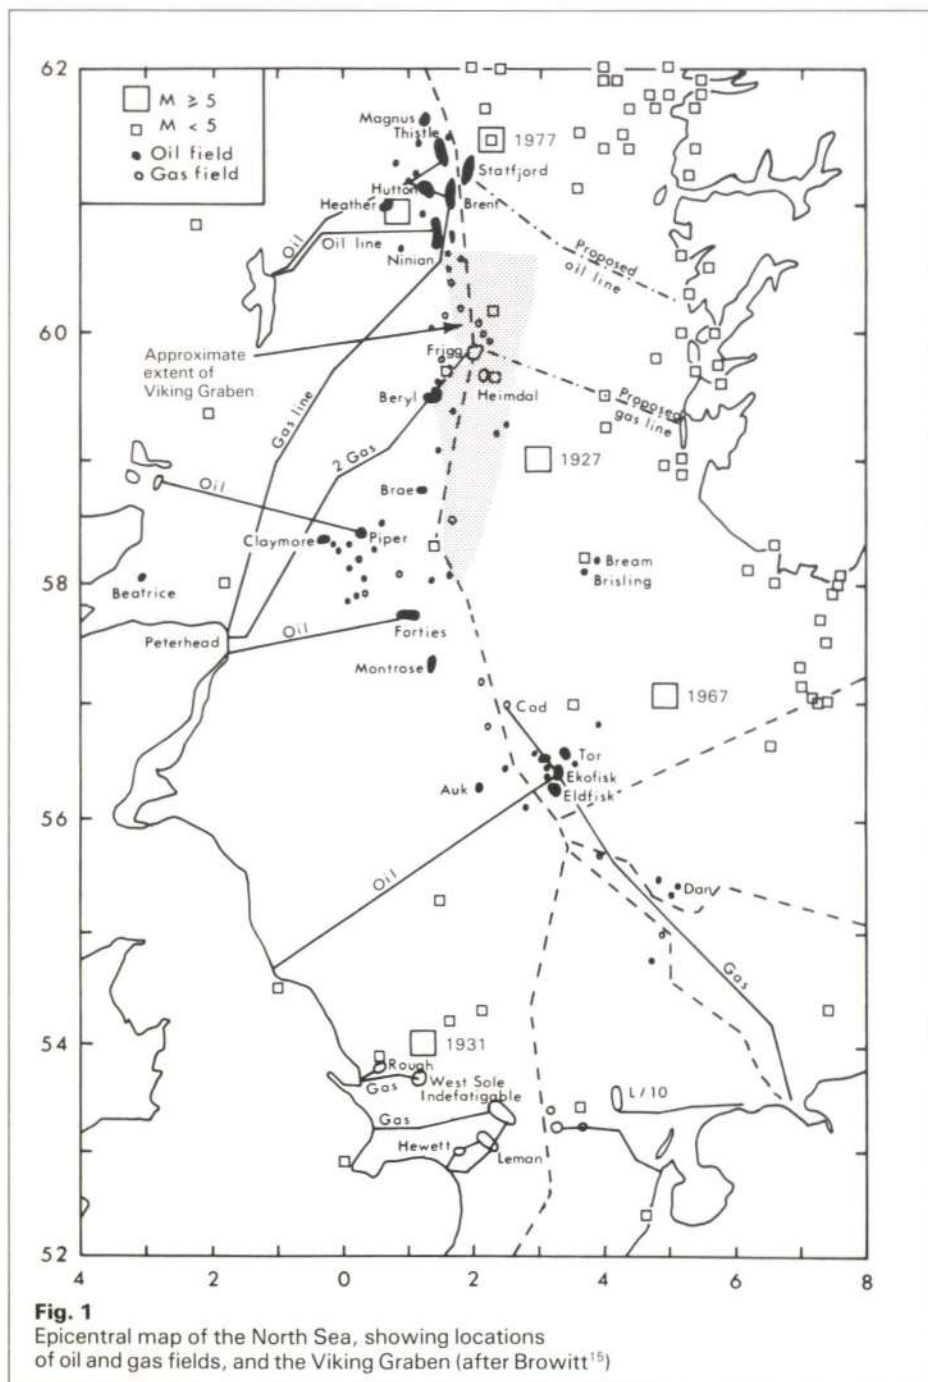 62
60
58
56
54
52
4
2
0
2
4
6
8
M ≥ 5
M < 5
Oil field
Gas field
Magnus
Thistle
1977
Statfjord
Hutton
Heather
Brent
Oil
Oil line
Ninian
Proposed
oil line
Approximate
extent of
Viking Graben
Frigg
Heimdal
Beryl
Proposed
gas line
Gas line
2 Gas
1927
Oil
Brae
Claymore
Piper
Bream
Brisling
Beatrice
Peterhead
Oil
Forties
Montrose
1967
Cod
Tor
Ekofisk
Eldfisk
Auk
Oil
Dan
Gas
1931
Rough
Gas
West Sole
Indefatigable
L/10
Gas
Hewett
Leman
Fig. 1
Epicentral map of the North Sea, showing locations
of oil and gas fields, and the Viking Graben (after Browitt¹⁵)